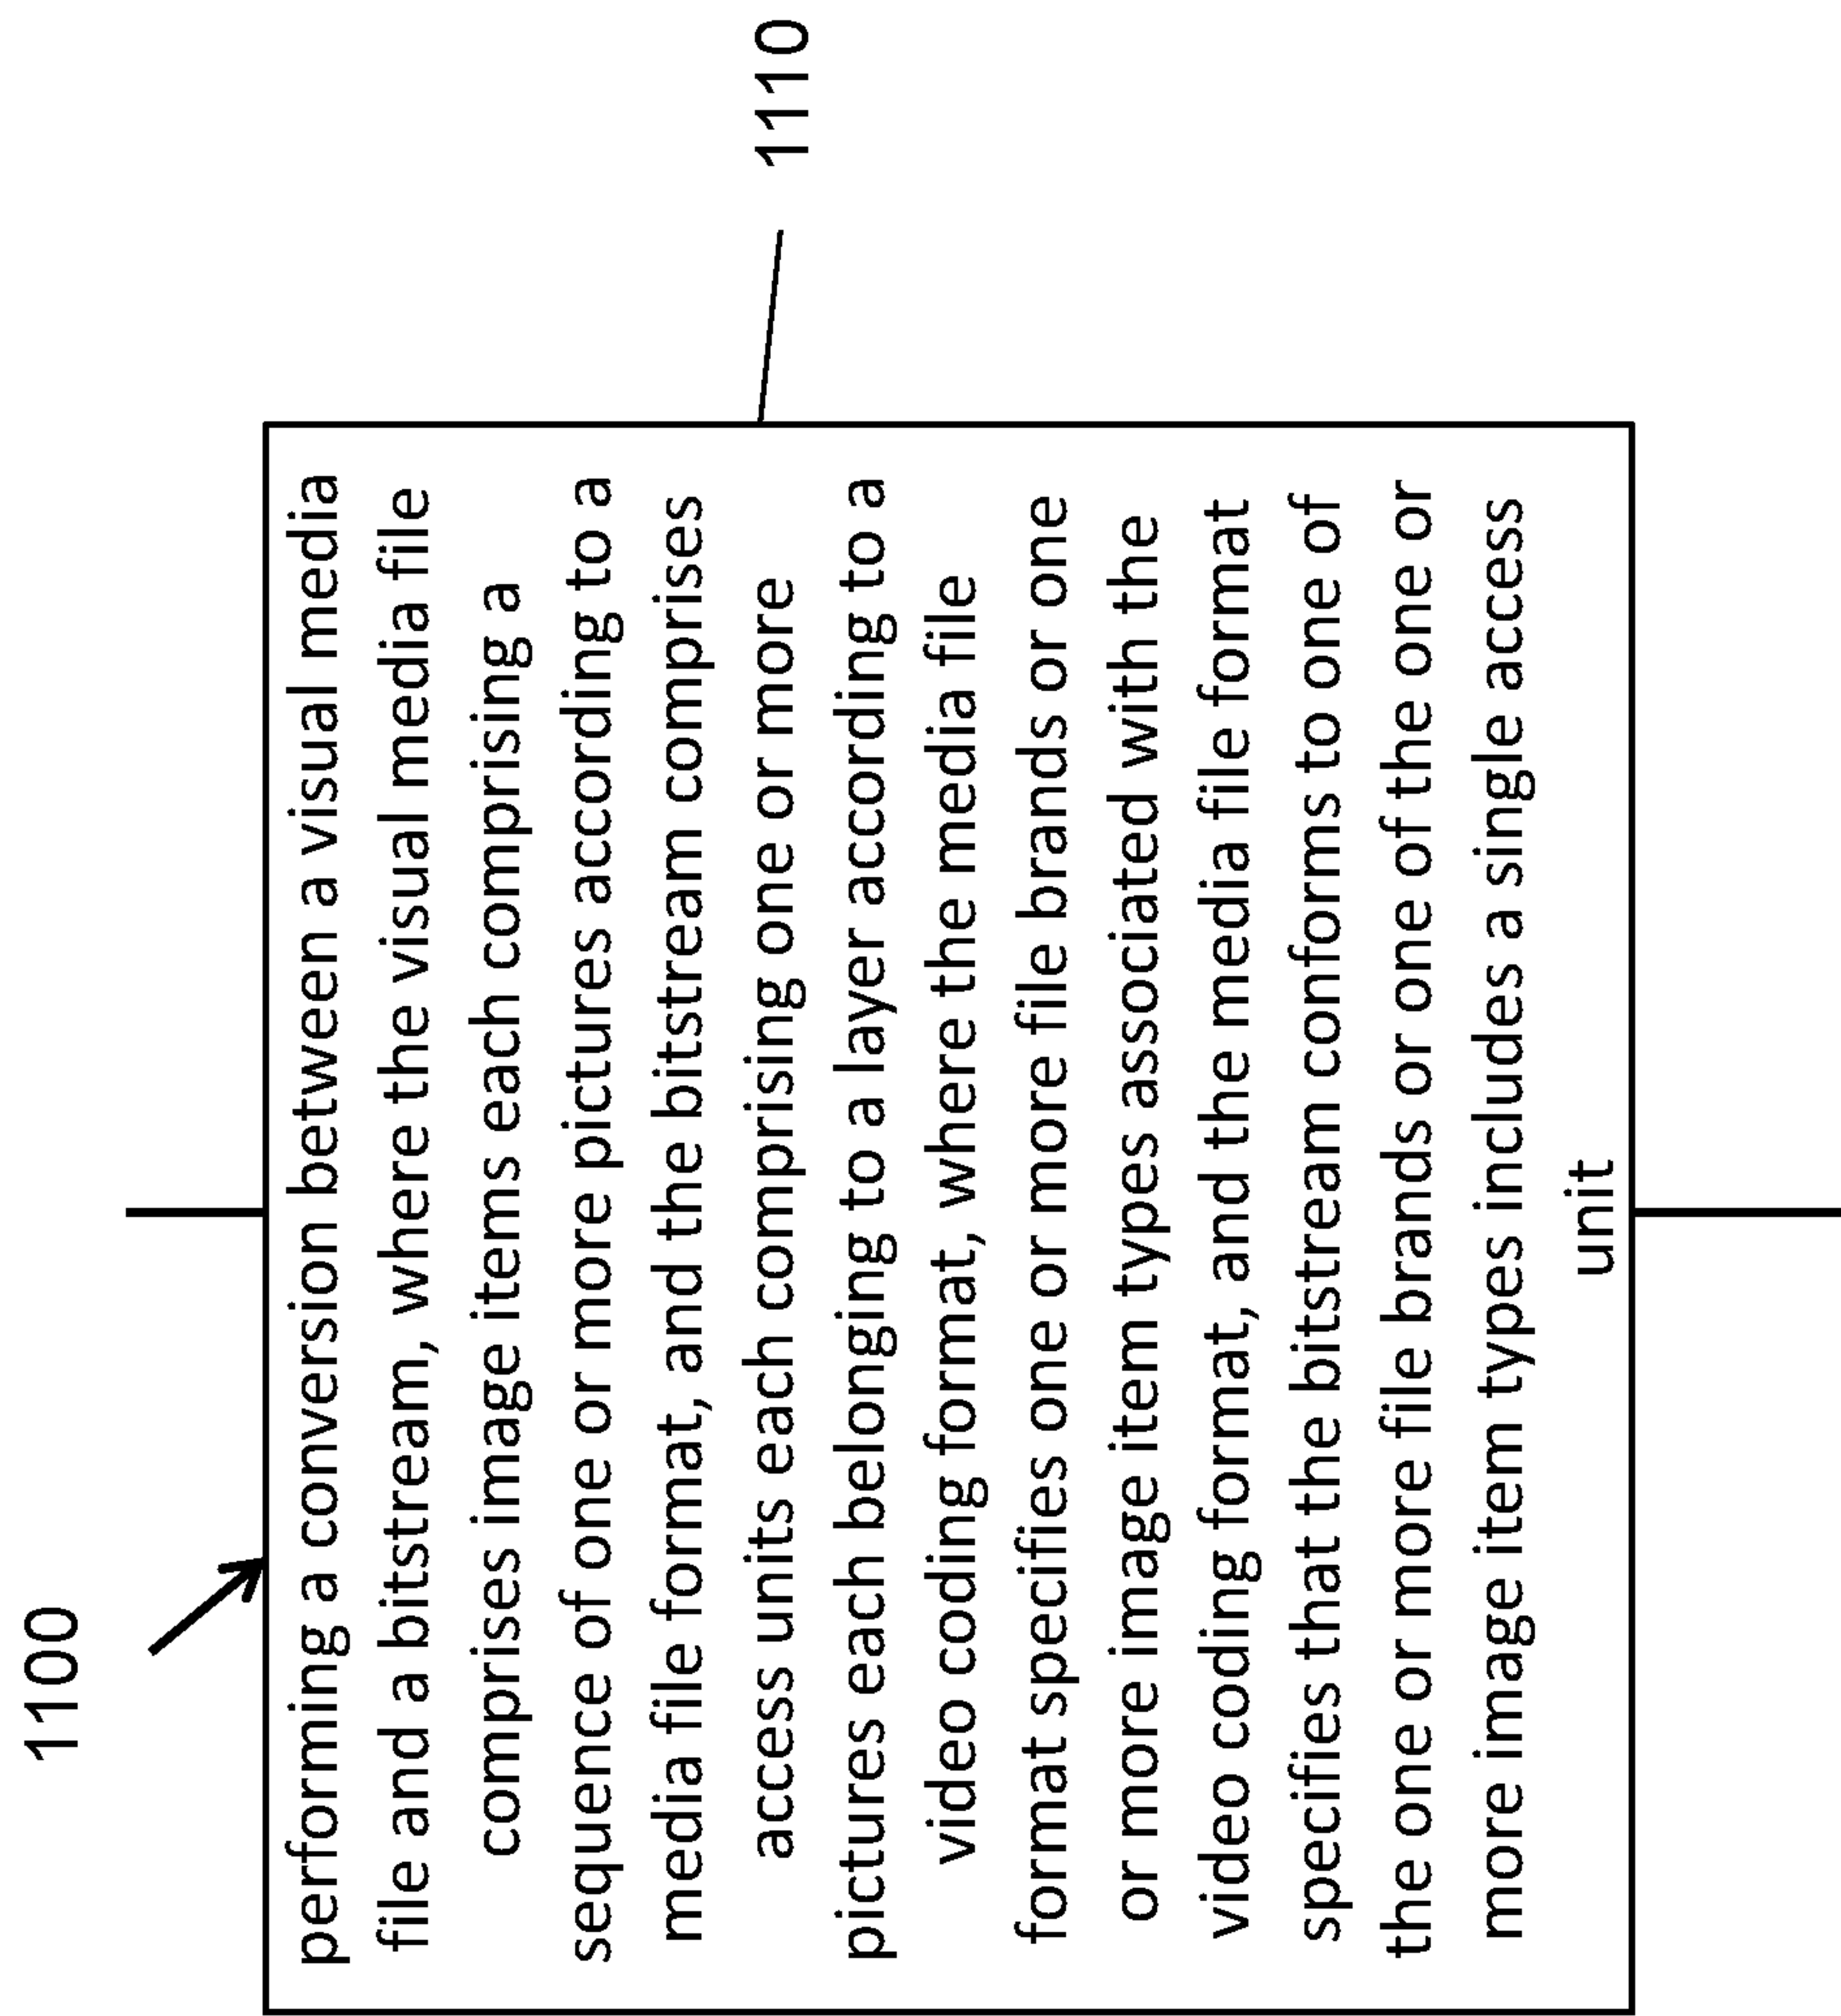 1100
performing a conversion between a visual media
file and a bitstream, where the visual media file
comprises image items each comprising a
sequence of one or more pictures according to a
media file format, and the bitstream comprises
access units each comprising one or more
pictures each belonging to a layer according to a
video coding format, where the media file
format specifies one or more file brands or one
or more image item types associated with the
video coding format, and the media file format
specifies that the bitstream conforms to one of
the one or more file brands or one of the one or
more image item types includes a single access
unit
1110